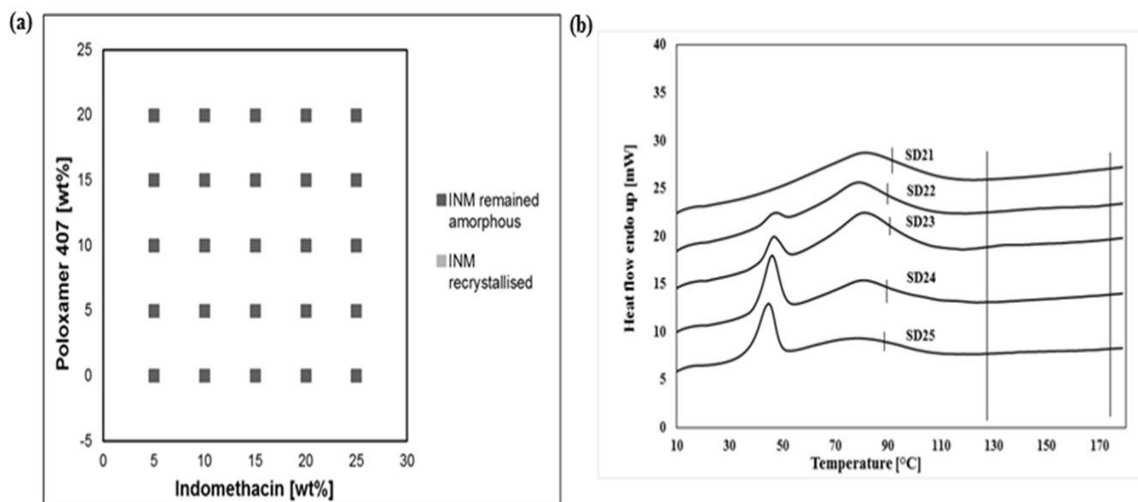 (a)
25
20
15
10
5
0
-5
Poloxamer 407 [wt%]
0 5 10 15 20 25 30
Indomethacin [wt%]
INM remained
amorphous
INM
recrystallised
(b)
40
35
30
25
20
15
10
5
0
Heat flow endo up [mW]
SD21
SD22
SD23
SD24
SD25
10 30 50 70 90 110 130 150 170
Temperature [°C]